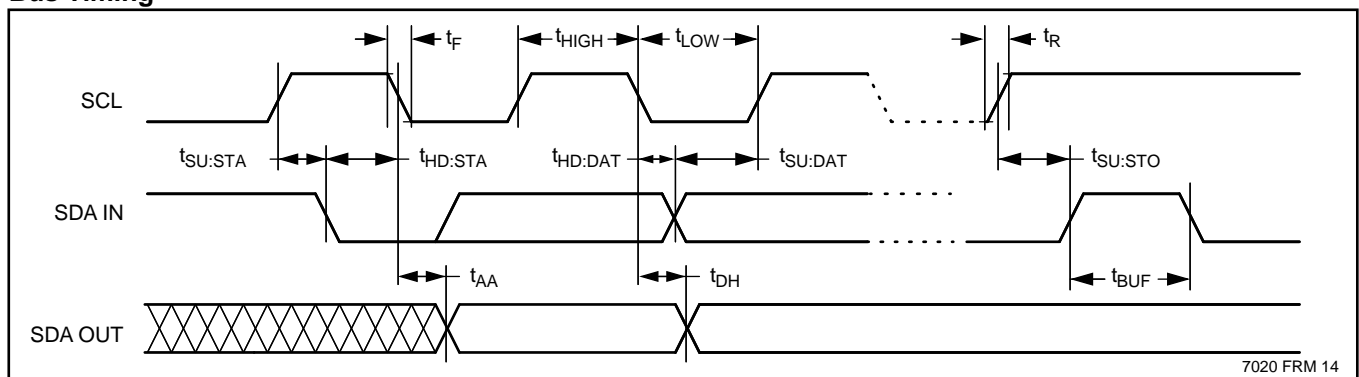 Bus Timing
tF
tHIGH
tLOW
tR
SCL
tSU:STA
tHD:STA
tHD:DAT
tSU:DAT
tSU:STO
SDA IN
tAA
tDH
tBUF
SDA OUT
7020 FRM 14